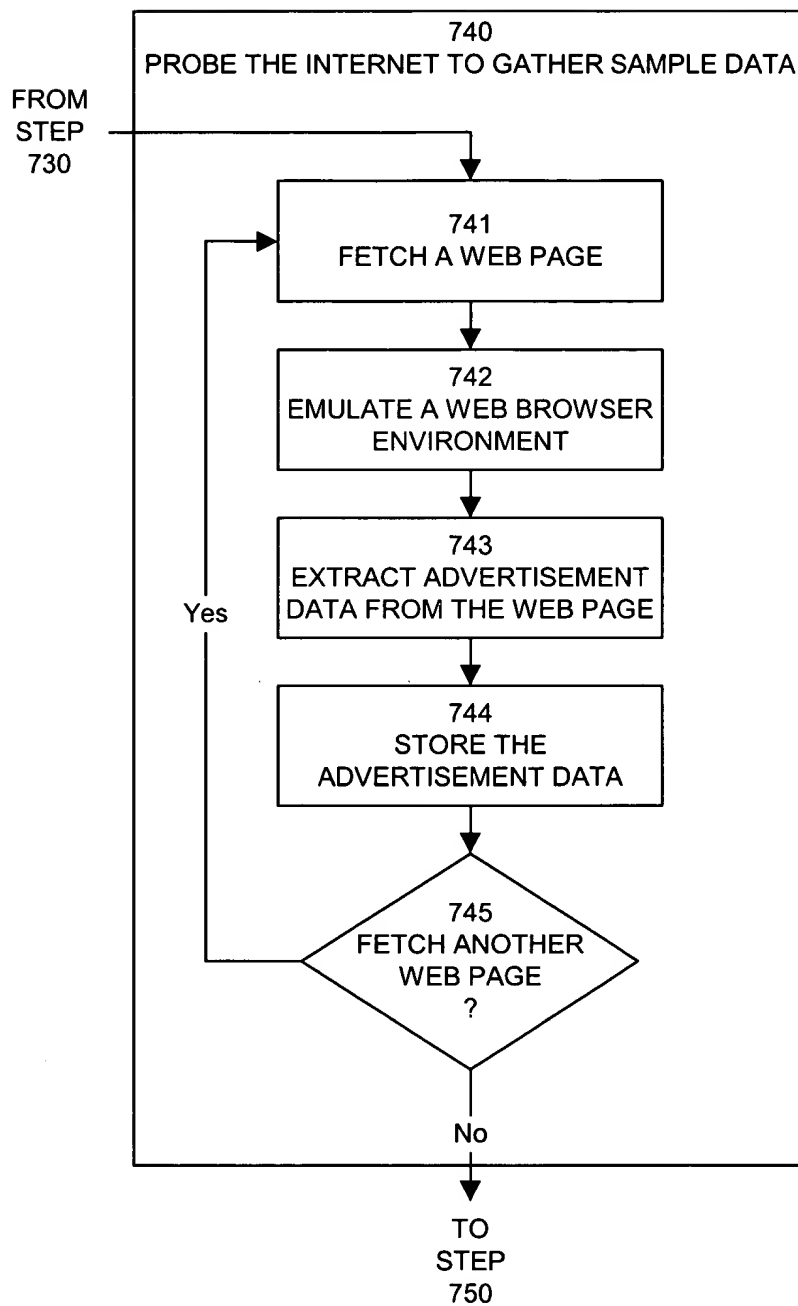 740
PROBE THE INTERNET TO GATHER SAMPLE DATA
FROM
STEP
730
741
FETCH A WEB PAGE
742
EMULATE A WEB BROWSER
ENVIRONMENT
743
EXTRACT ADVERTISEMENT
DATA FROM THE WEB PAGE
Yes
744
STORE THE
ADVERTISEMENT DATA
745
FETCH ANOTHER
WEB PAGE
?
No
TO
STEP
750